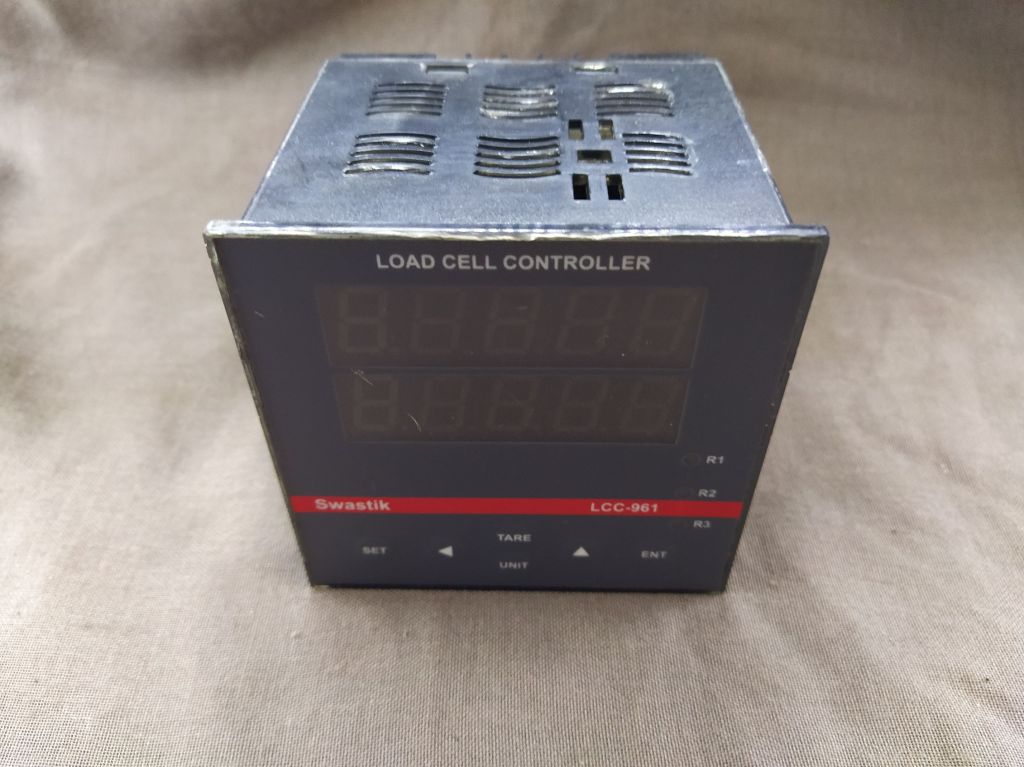 LOAD CELL CONTROLLER
R1
R2
Swastik LCC-961
R3
TARE
SET ◀ ▲ ENT
UNIT